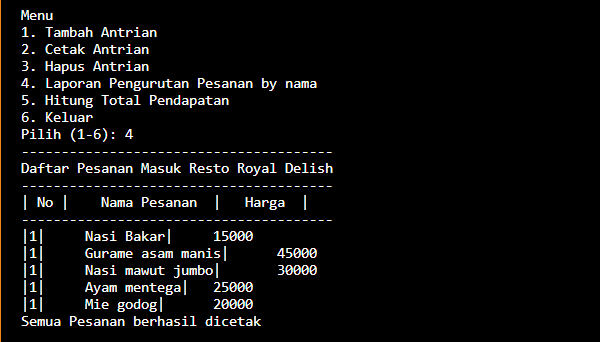 Menu
1. Tambah Antrian
2. Cetak Antrian
3. Hapus Antrian
4. Laporan Pengurutan Pesanan by nama
5. Hitung Total Pendapatan
6. Keluar
Pilih (1-6): 4
---------------------------------------
Daftar Pesanan Masuk Resto Royal Delish
---------------------------------------
| No |    Nama Pesanan  |   Harga  |
---------------------------------------
|1|     Nasi Bakar|     15000
|1|     Gurame asam manis|      45000
|1|     Nasi mawut jumbo|       30000
|1|     Ayam mentega|   25000
|1|     Mie godog|      20000
Semua Pesanan berhasil dicetak